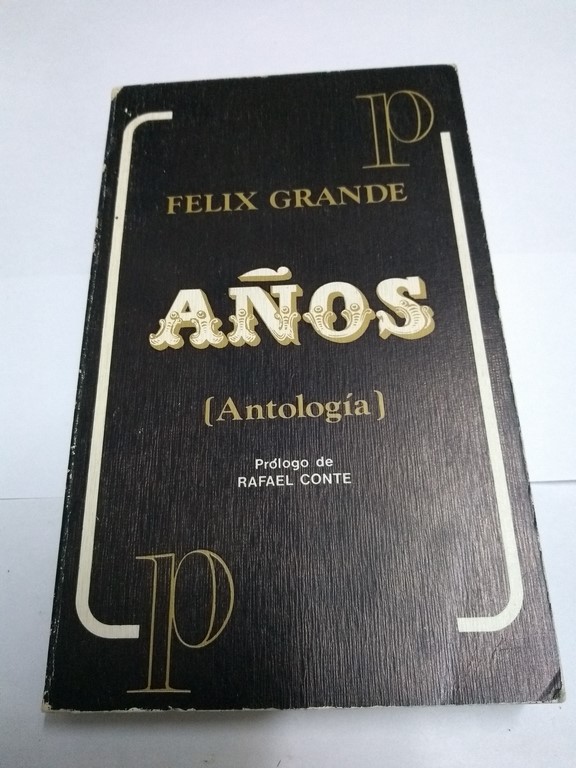 p
FELIX GRANDE
AÑOS
(Antología)
Prólogo de
RAFAEL CONTE
p